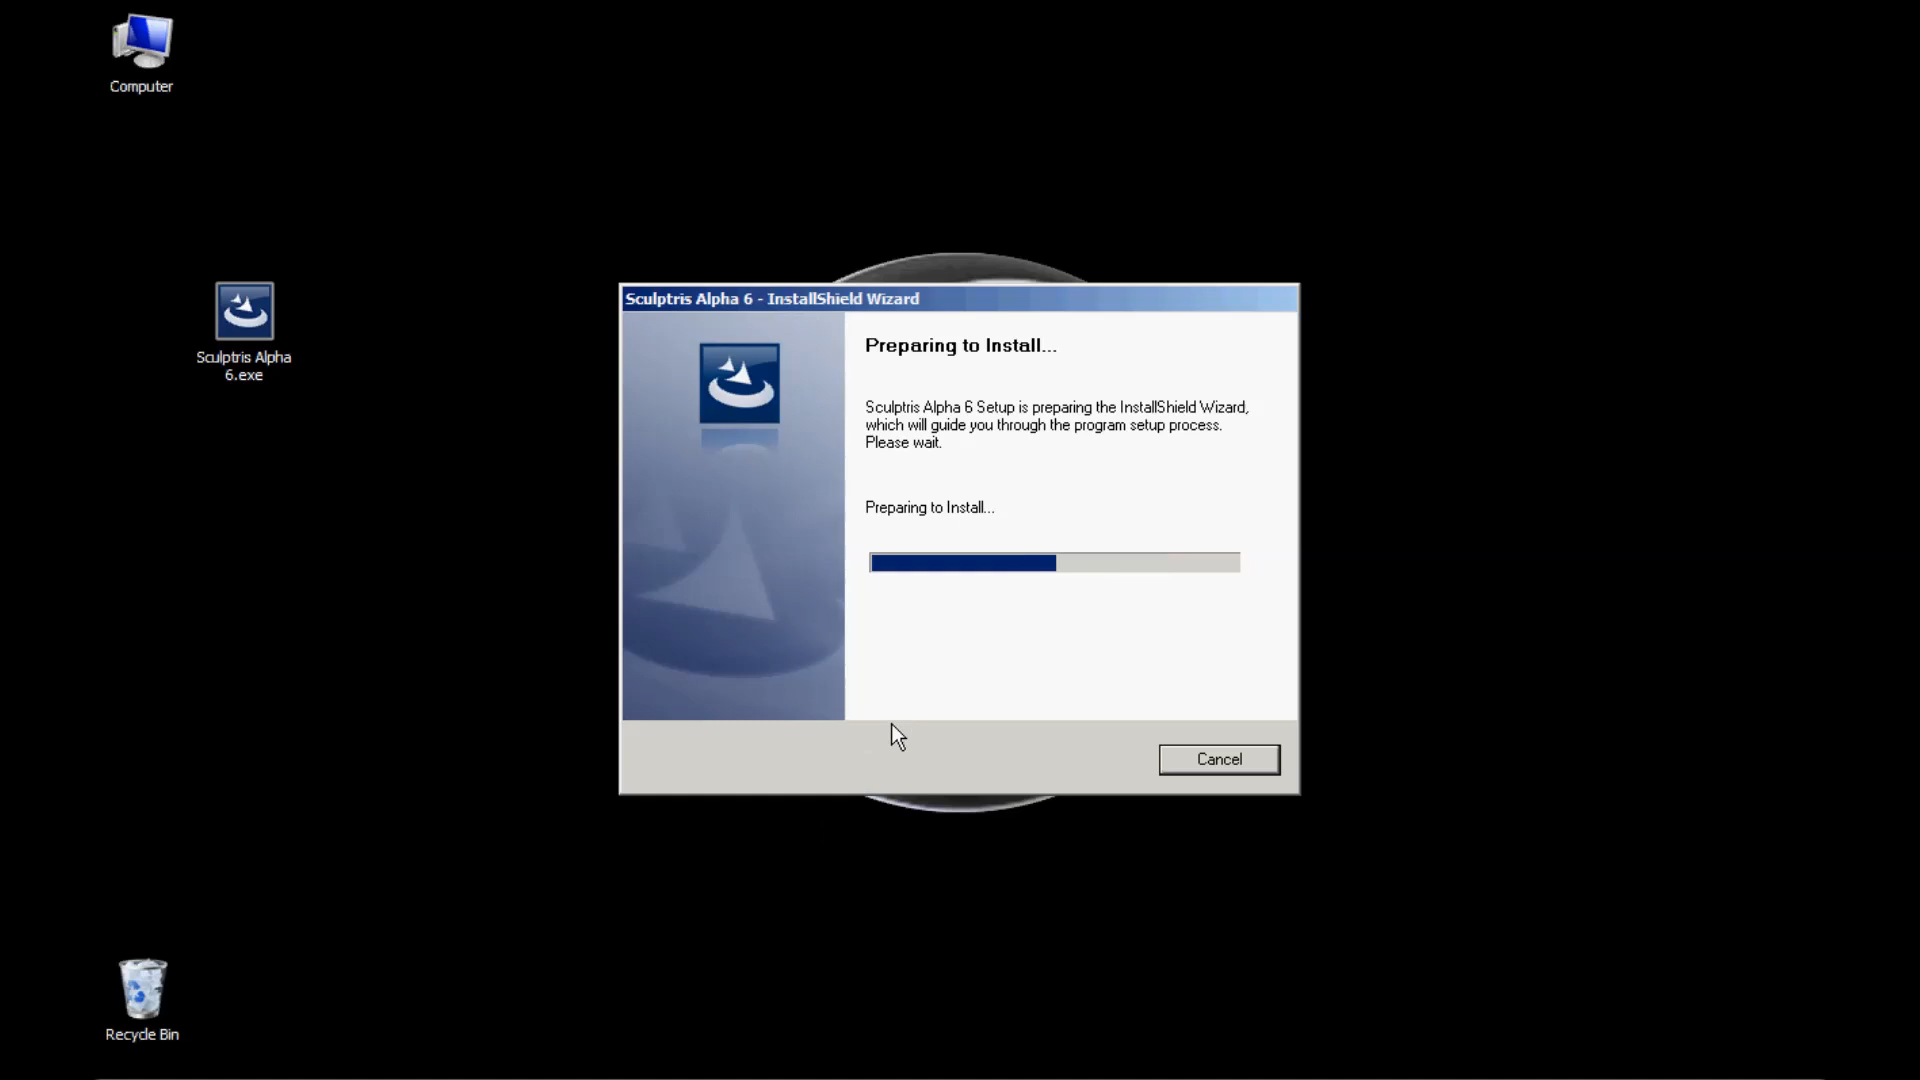 Computer
Sculptris Alpha
6.exe
Sculptris Alpha 6 - InstallShield Wizard
Preparing to Install...
Sculptris Alpha 6 Setup is preparing the InstallShield Wizard,
which will guide you through the program setup process.
Please wait.
Preparing to Install...
Cancel
Recycle Bin